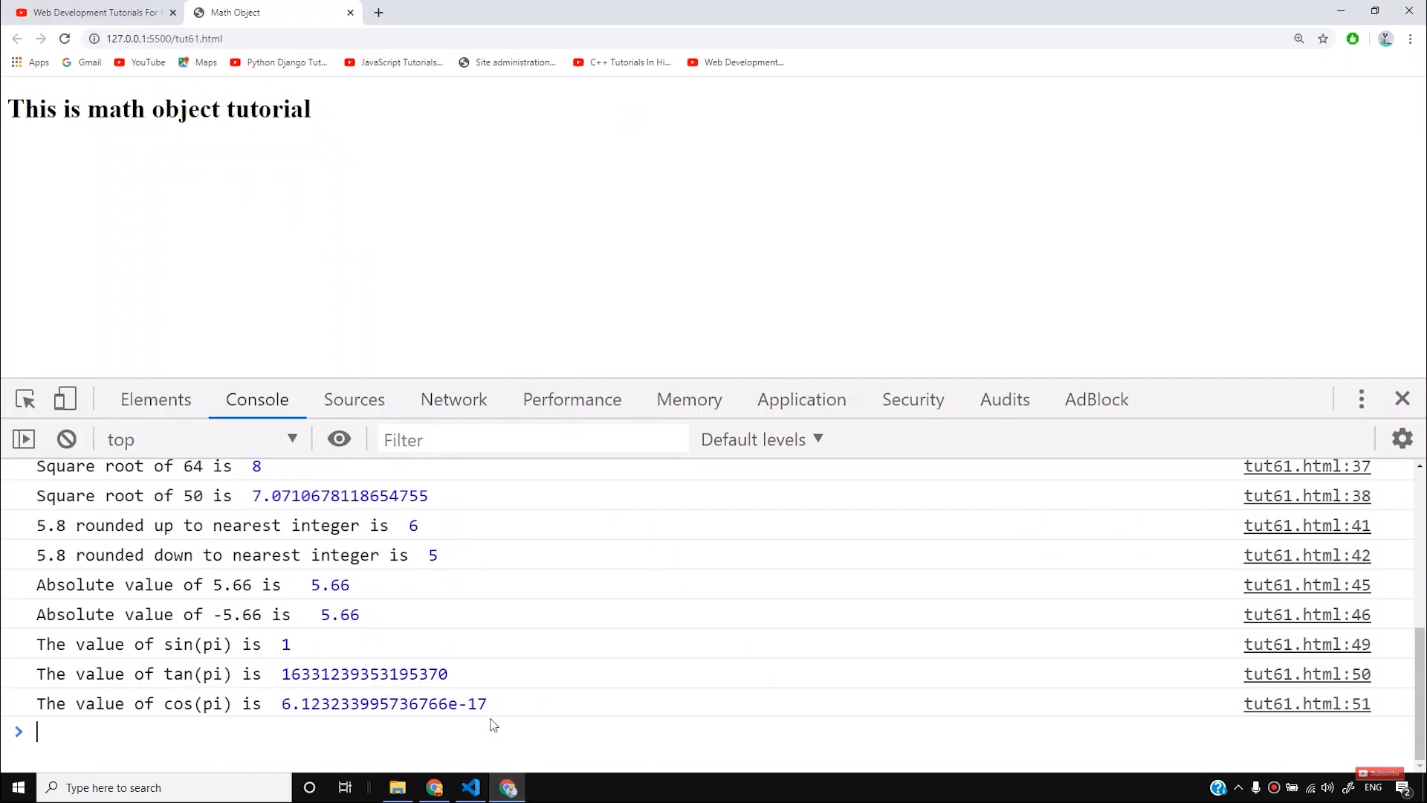 Web Development Tutorials For
Math Object
127.0.0.1:5500/tut61.html
Apps
Gmail
YouTube
Maps
Python Django Tut...
JavaScript Tutorials...
Site administration...
C++ Tutorials In Hi...
Web Development...
This is math object tutorial
Elements
Console
Sources
Network
Performance
Memory
Application
Security
Audits
AdBlock
top
Filter
Default levels
Square root of 64 is 8 tut61.html:37
Square root of 50 is 7.0710678118654755 tut61.html:38
5.8 rounded up to nearest integer is 6 tut61.html:41
5.8 rounded down to nearest integer is 5 tut61.html:42
Absolute value of 5.66 is 5.66 tut61.html:45
Absolute value of -5.66 is 5.66 tut61.html:46
The value of sin(pi) is 1 tut61.html:49
The value of tan(pi) is 16331239353195370 tut61.html:50
The value of cos(pi) is 6.123233995736766e-17 tut61.html:51
Subscribe
Type here to search
ENG
2